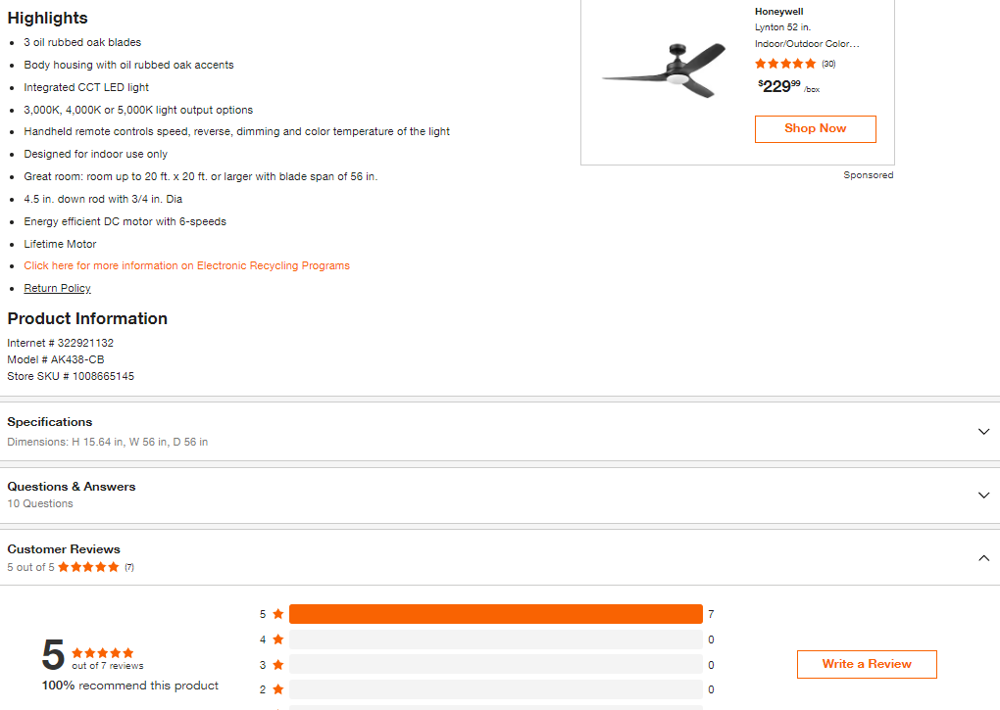 Highlights
3 oil rubbed oak blades
Body housing with oil rubbed oak accents
Integrated CCT LED light
3,000K, 4,000K or 5,000K light output options
Handheld remote controls speed, reverse, dimming and color temperature of the light
Designed for indoor use only
Great room: room up to 20 ft. x 20 ft. or larger with blade span of 56 in.
4.5 in. down rod with 3/4 in. Dia
Energy efficient DC motor with 6-speeds
Lifetime Motor
Click here for more information on Electronic Recycling Programs
Return Policy
Honeywell
Lynton 52 in.
Indoor/Outdoor Color...
(30)
$229.99 /box
Shop Now
Sponsored
Product Information
Internet # 322921132
Model # AK438-CB
Store SKU # 1008665145
Specifications
Dimensions: H 15.64 in, W 56 in, D 56 in
Questions & Answers
10 Questions
Customer Reviews
5 out of 5 (7)
5 7
4 0
3 0
2 0
5
out of 7 reviews
100% recommend this product
Write a Review